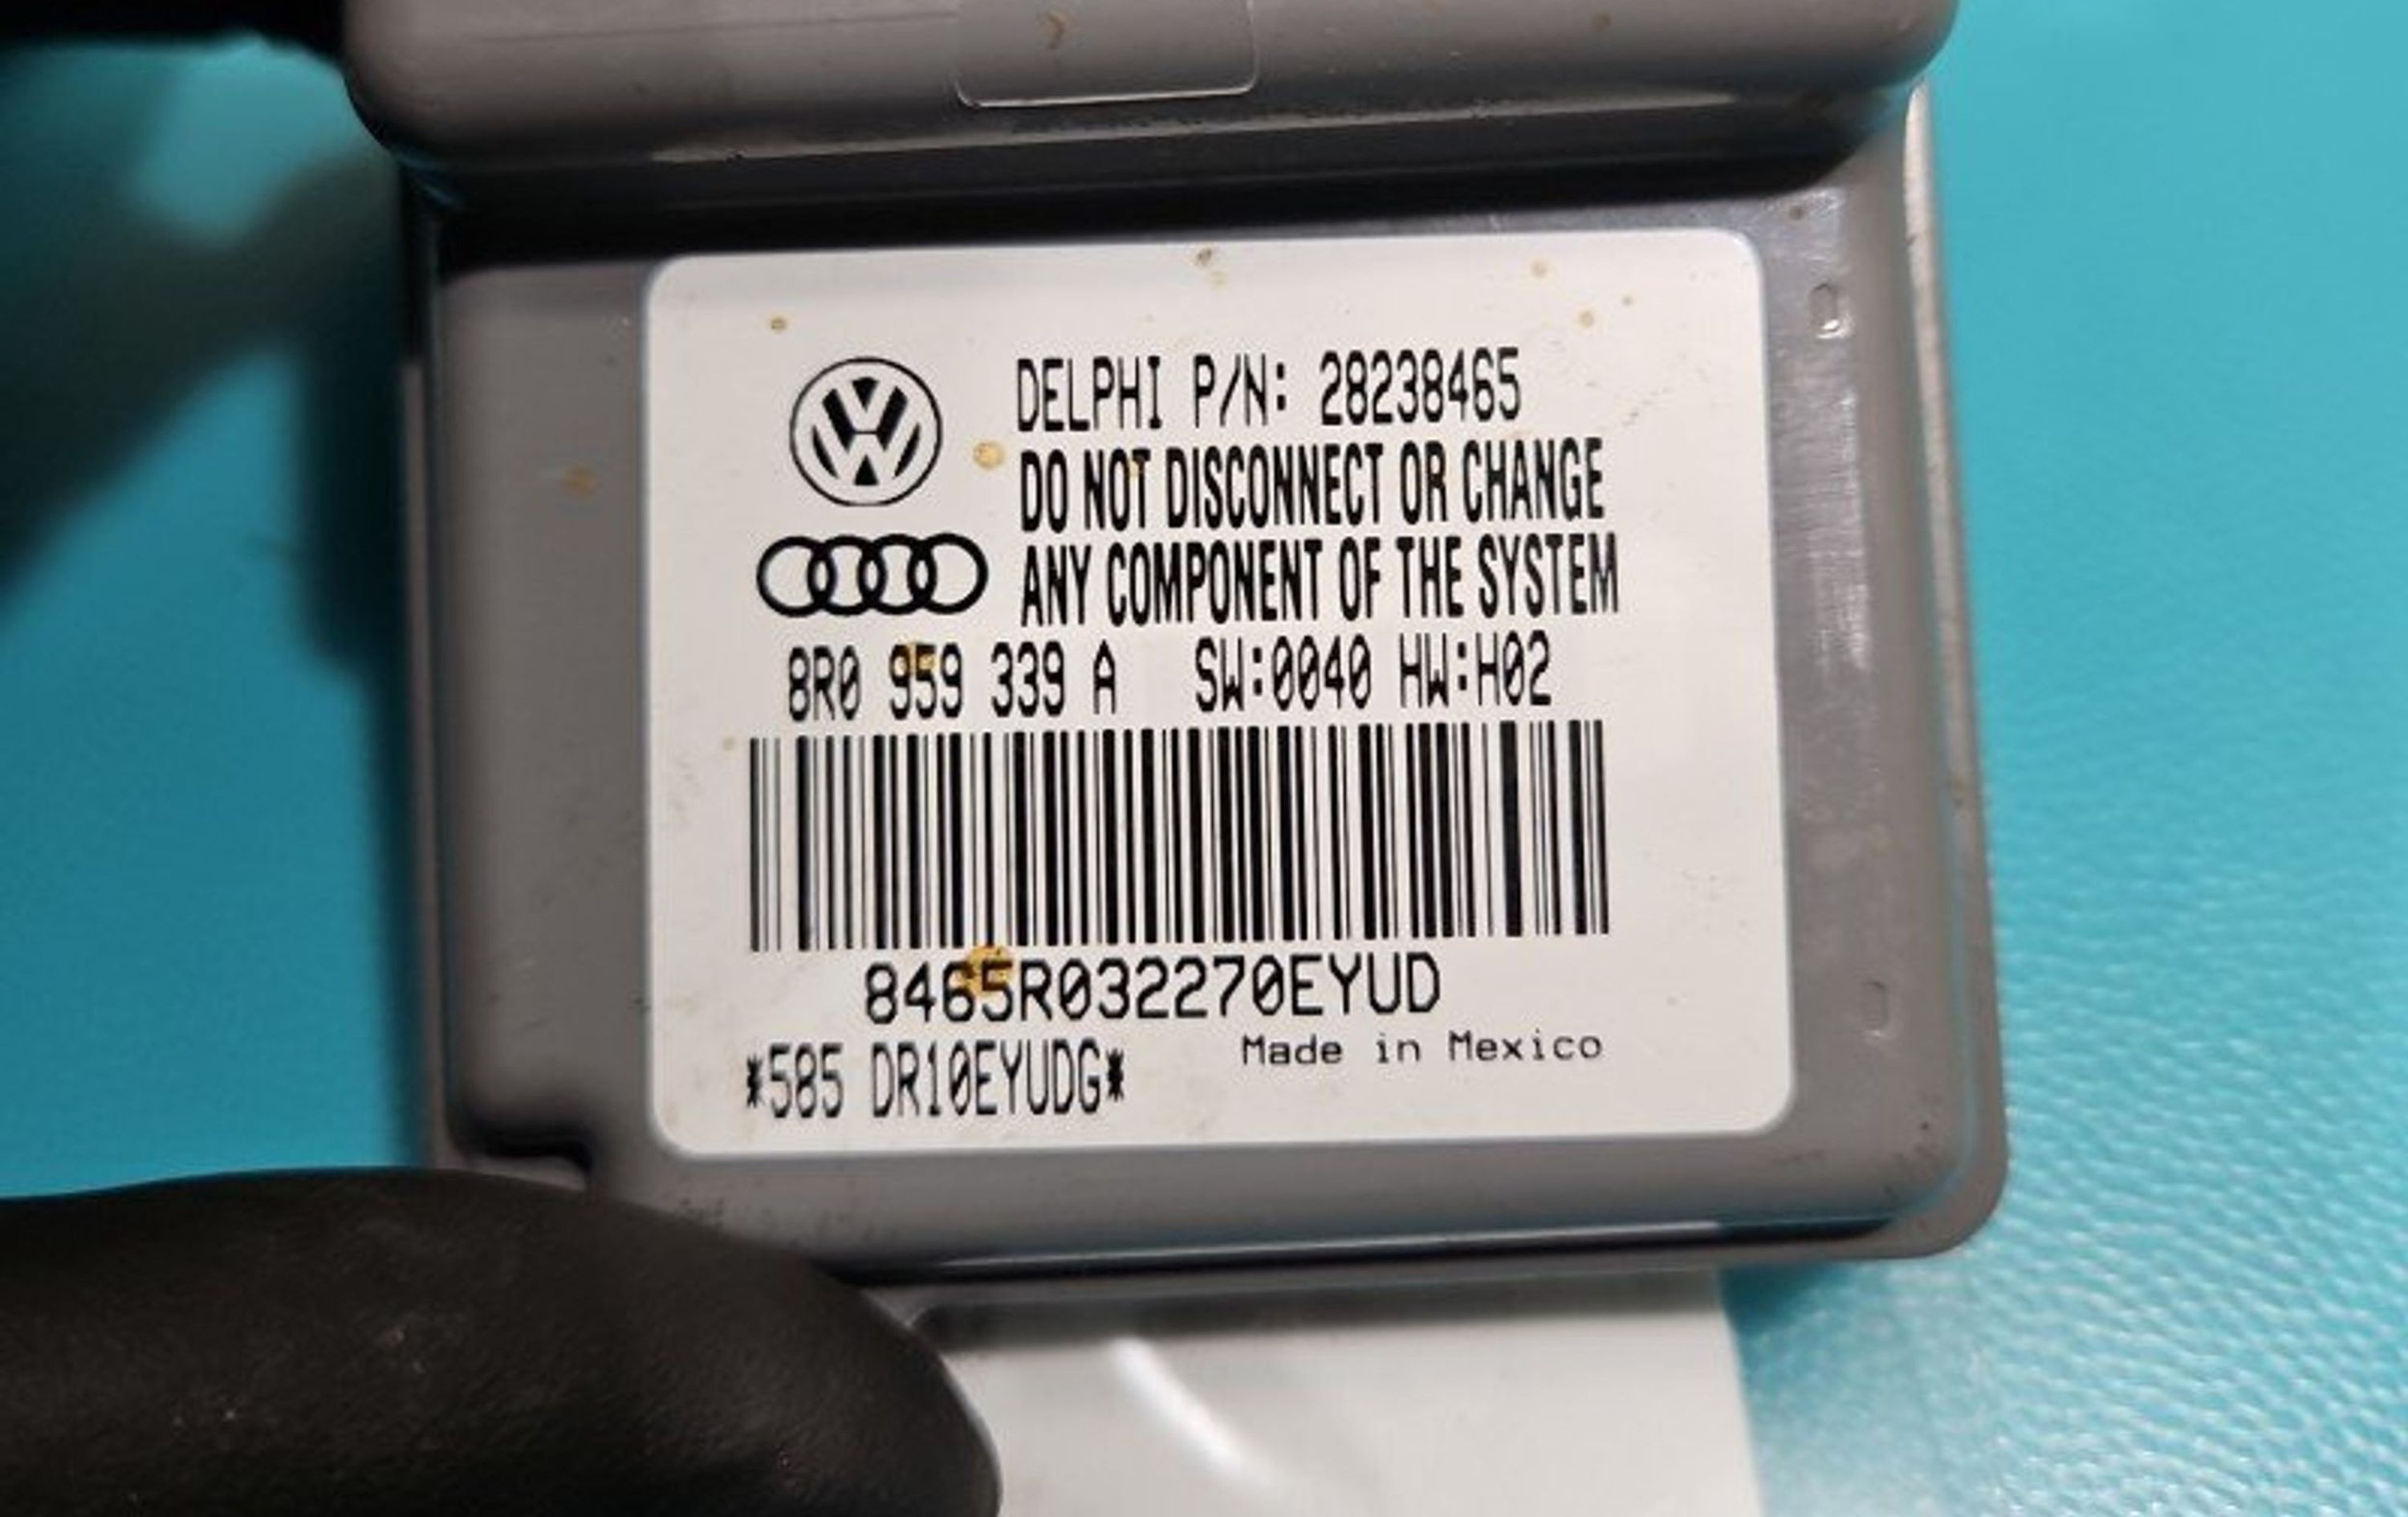 DELPHI P/N: 28238465
DO NOT DISCONNECT OR CHANGE
ANY COMPONENT OF THE SYSTEM
8R0 959 339 A SW:0040 HW:H02
8465R032270EYUD
*585 DR10EYUDG*
Made in Mexico